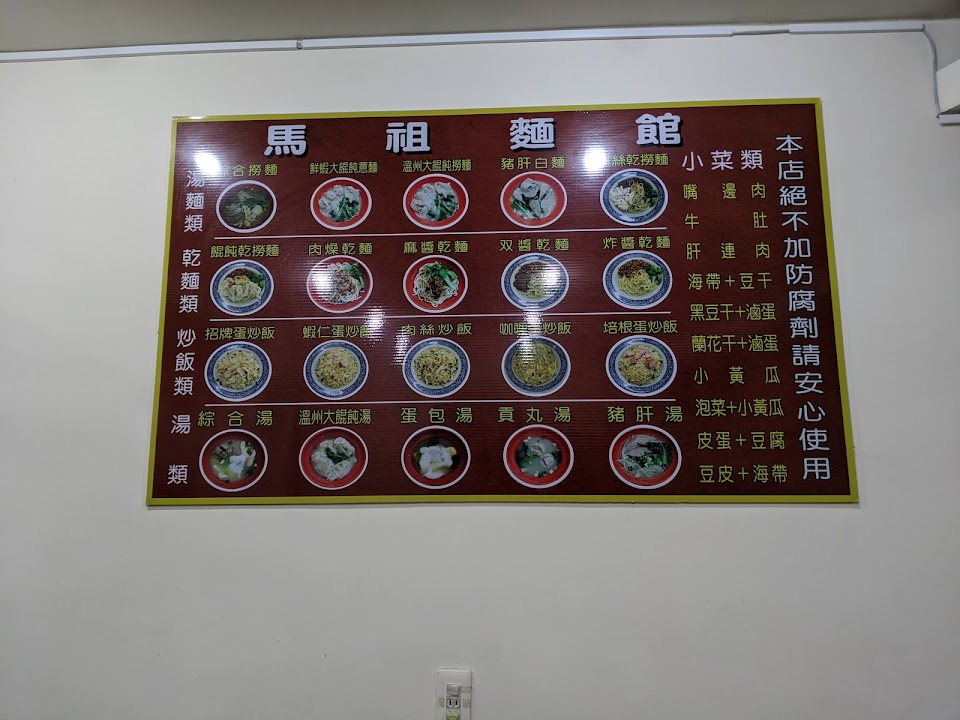 馬祖麵館
湯麵類
綜合撈麵
鮮蝦大餛飩湯麵
溫州大餛飩撈麵
豬肝白麵
絲乾撈麵
乾麵類
餛飩乾撈麵
肉燥乾麵
麻醬乾麵
双醬乾麵
炸醬乾麵
炒飯類
招牌蛋炒飯
蝦仁蛋炒飯
肉絲炒飯
咖哩蛋炒飯
培根蛋炒飯
湯類
綜合湯
溫州大餛飩湯
蛋包湯
貢丸湯
豬肝湯
小菜類
嘴邊肉
牛肚
肝連肉
海帶+豆干
黑豆干+滷蛋
蘭花干+滷蛋
小黃瓜
泡菜+小黃瓜
皮蛋+豆腐
豆皮+海帶
本店絕不加防腐劑請安心使用